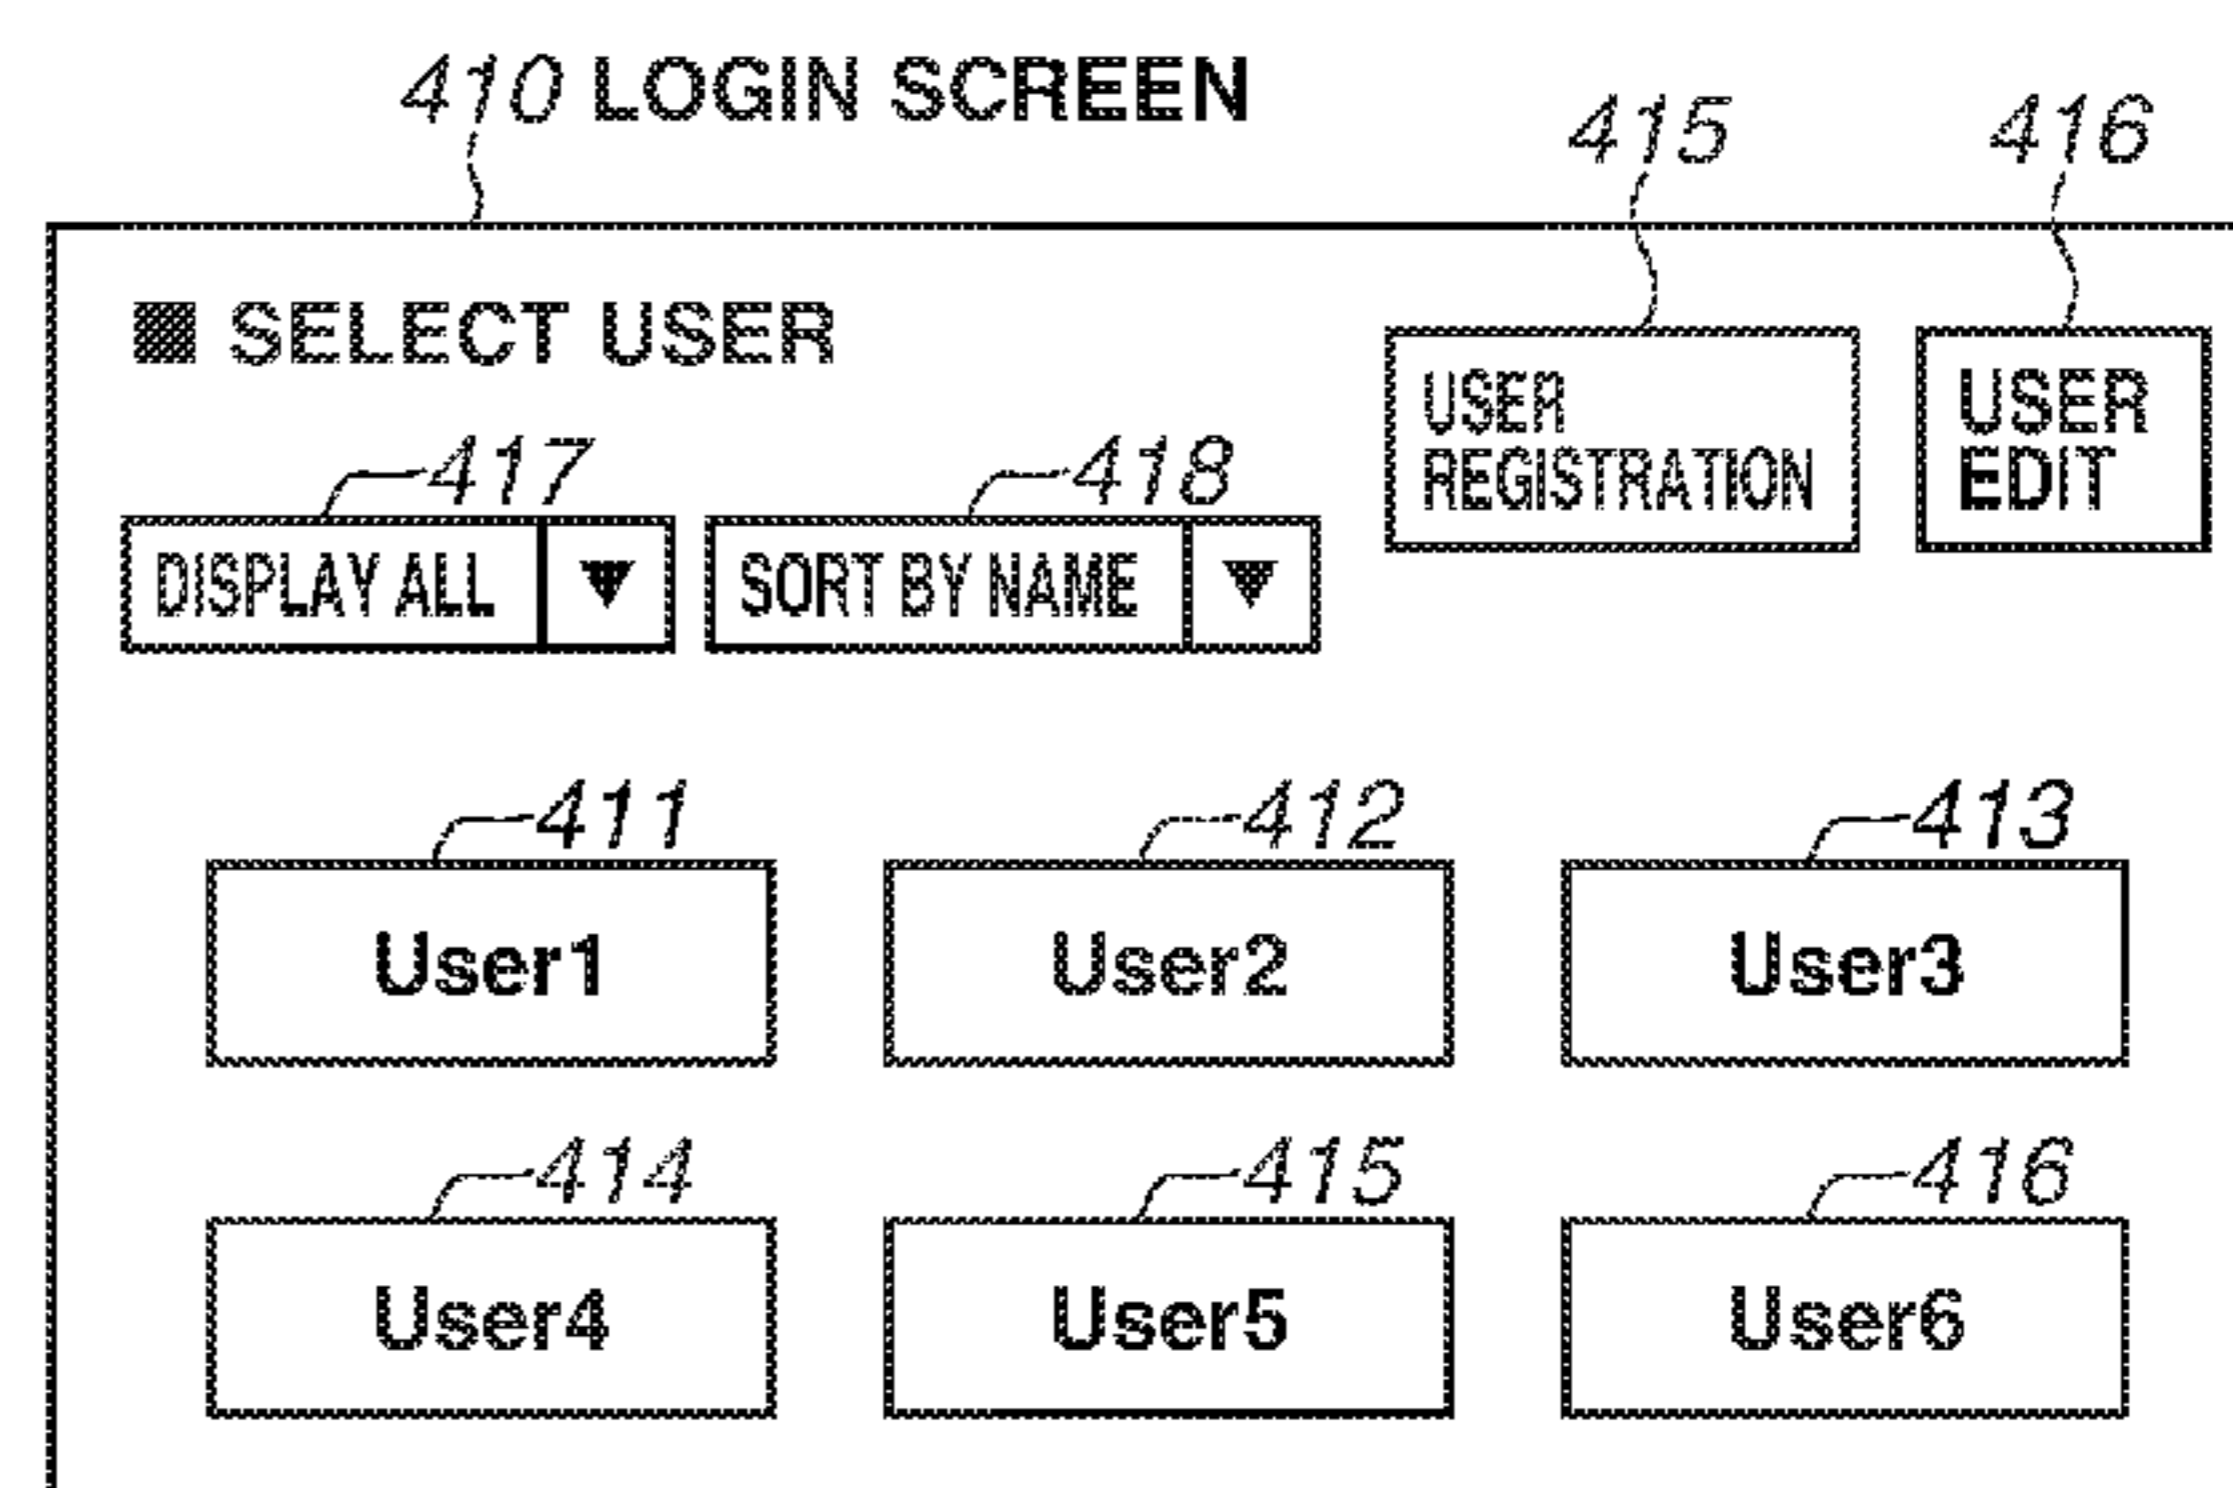 410 LOGIN SCREEN
415 416
■ SELECT USER
USER
REGISTRATION
USER
EDIT
417 418
DISPLAY ALL ▼ SORT BY NAME ▼
411 412 413
User1 User2 User3
414 415 416
User4 User5 User6